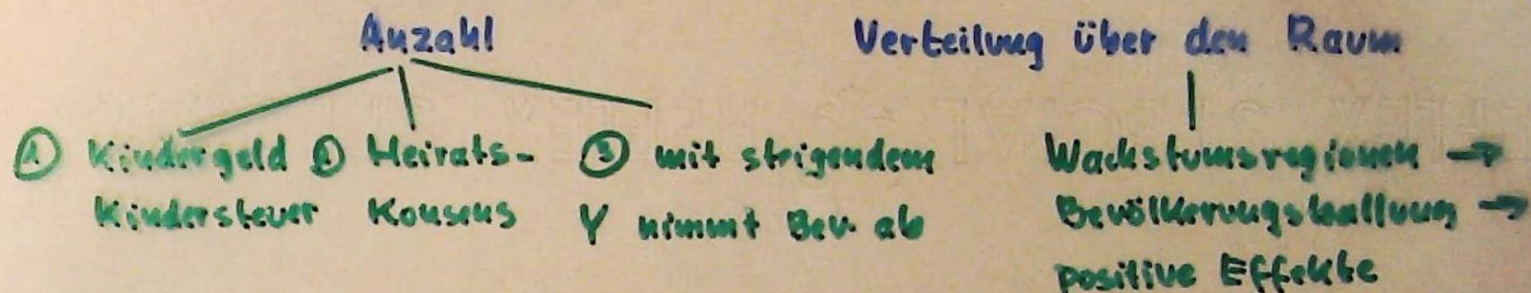 Anzahl
Verteilung über den Raum
① Kindergeld
Kindersteuer
② Heirats-
Konsens
③ mit steigendem
Y nimmt Bev. ab
Wachstumsregionen →
Bevölkerungsballung →
positive Effekte